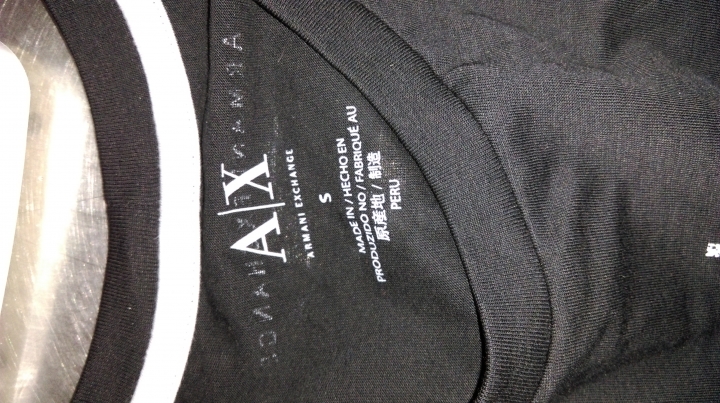 A|X
ARMANI EXCHANGE
S
MADE IN / HECHO EN
PRODUZIDO NO / FABRIQUÉ AU
原産地 / 制造
PERU